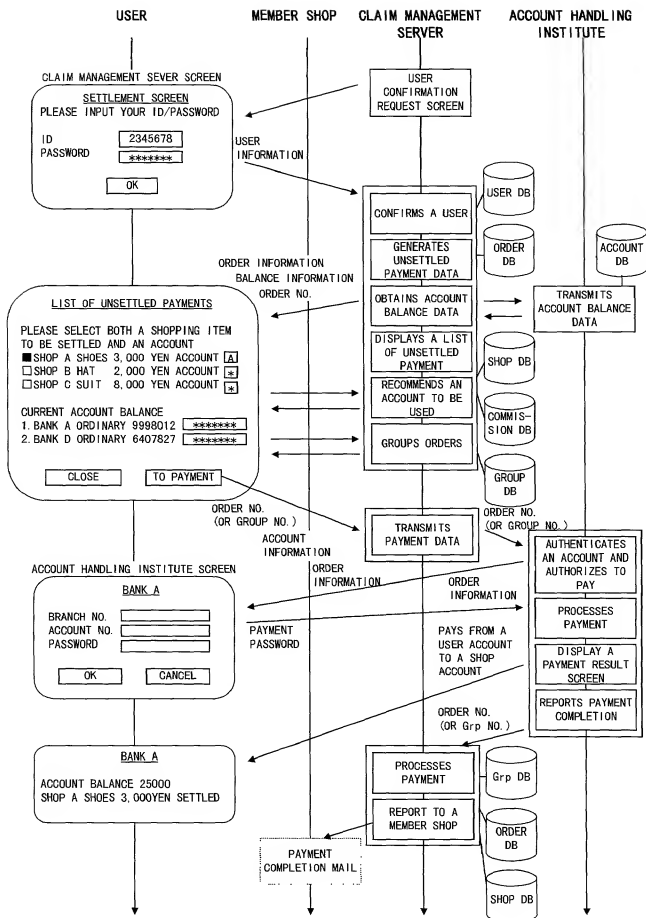 USER
MEMBER SHOP
CLAIM MANAGEMENT
SERVER
ACCOUNT HANDLING
INSTITUTE
CLAIM MANAGEMENT SEVER SCREEN
SETTLEMENT SCREEN
PLEASE INPUT YOUR ID/PASSWORD
ID 2345678
PASSWORD *******
OK
USER
INFORMATION
USER
CONFIRMATION
REQUEST SCREEN
CONFIRMS A USER
USER DB
GENERATES
UNSETTLED
PAYMENT DATA
ORDER
DB
ACCOUNT
DB
ORDER INFORMATION
BALANCE INFORMATION
ORDER NO.
OBTAINS ACCOUNT
BALANCE DATA
TRANSMITS
ACCOUNT BALANCE
DATA
LIST OF UNSETTLED PAYMENTS
PLEASE SELECT BOTH A SHOPPING ITEM
TO BE SETTLED AND AN ACCOUNT
■SHOP A SHOES 3,000 YEN ACCOUNT A
□SHOP B HAT 2,000 YEN ACCOUNT *
□SHOP C SUIT 8,000 YEN ACCOUNT *
CURRENT ACCOUNT BALANCE
1. BANK A ORDINARY 9998012 *******
2. BANK D ORDINARY 6407827 *******
CLOSE
TO PAYMENT
DISPLAYS A LIST
OF UNSETTLED
PAYMENT
SHOP DB
RECOMMENDS AN
ACCOUNT TO BE
USED
COMMIS-
SION DB
GROUPS ORDERS
GROUP
DB
ORDER NO.
(OR GROUP NO.)
TRANSMITS
PAYMENT DATA
ORDER NO.
(OR GROUP NO.)
ACCOUNT
INFORMATION
ORDER
INFORMATION
ORDER
INFORMATION
AUTHENTICATES
AN ACCOUNT AND
AUTHORIZES TO
PAY
ACCOUNT HANDLING INSTITUTE SCREEN
BANK A
BRANCH NO.
ACCOUNT NO.
PASSWORD
OK
CANCEL
PAYMENT
PASSWORD
PROCESSES
PAYMENT
PAYS FROM A
USER ACCOUNT
TO A SHOP
ACCOUNT
DISPLAY A
PAYMENT RESULT
SCREEN
REPORTS PAYMENT
COMPLETION
ORDER NO.
(OR Grp NO.)
BANK A
ACCOUNT BALANCE 25000
SHOP A SHOES 3,000YEN SETTLED
PROCESSES
PAYMENT
Grp DB
REPORT TO A
MEMBER SHOP
ORDER
DB
PAYMENT
COMPLETION MAIL
SHOP DB